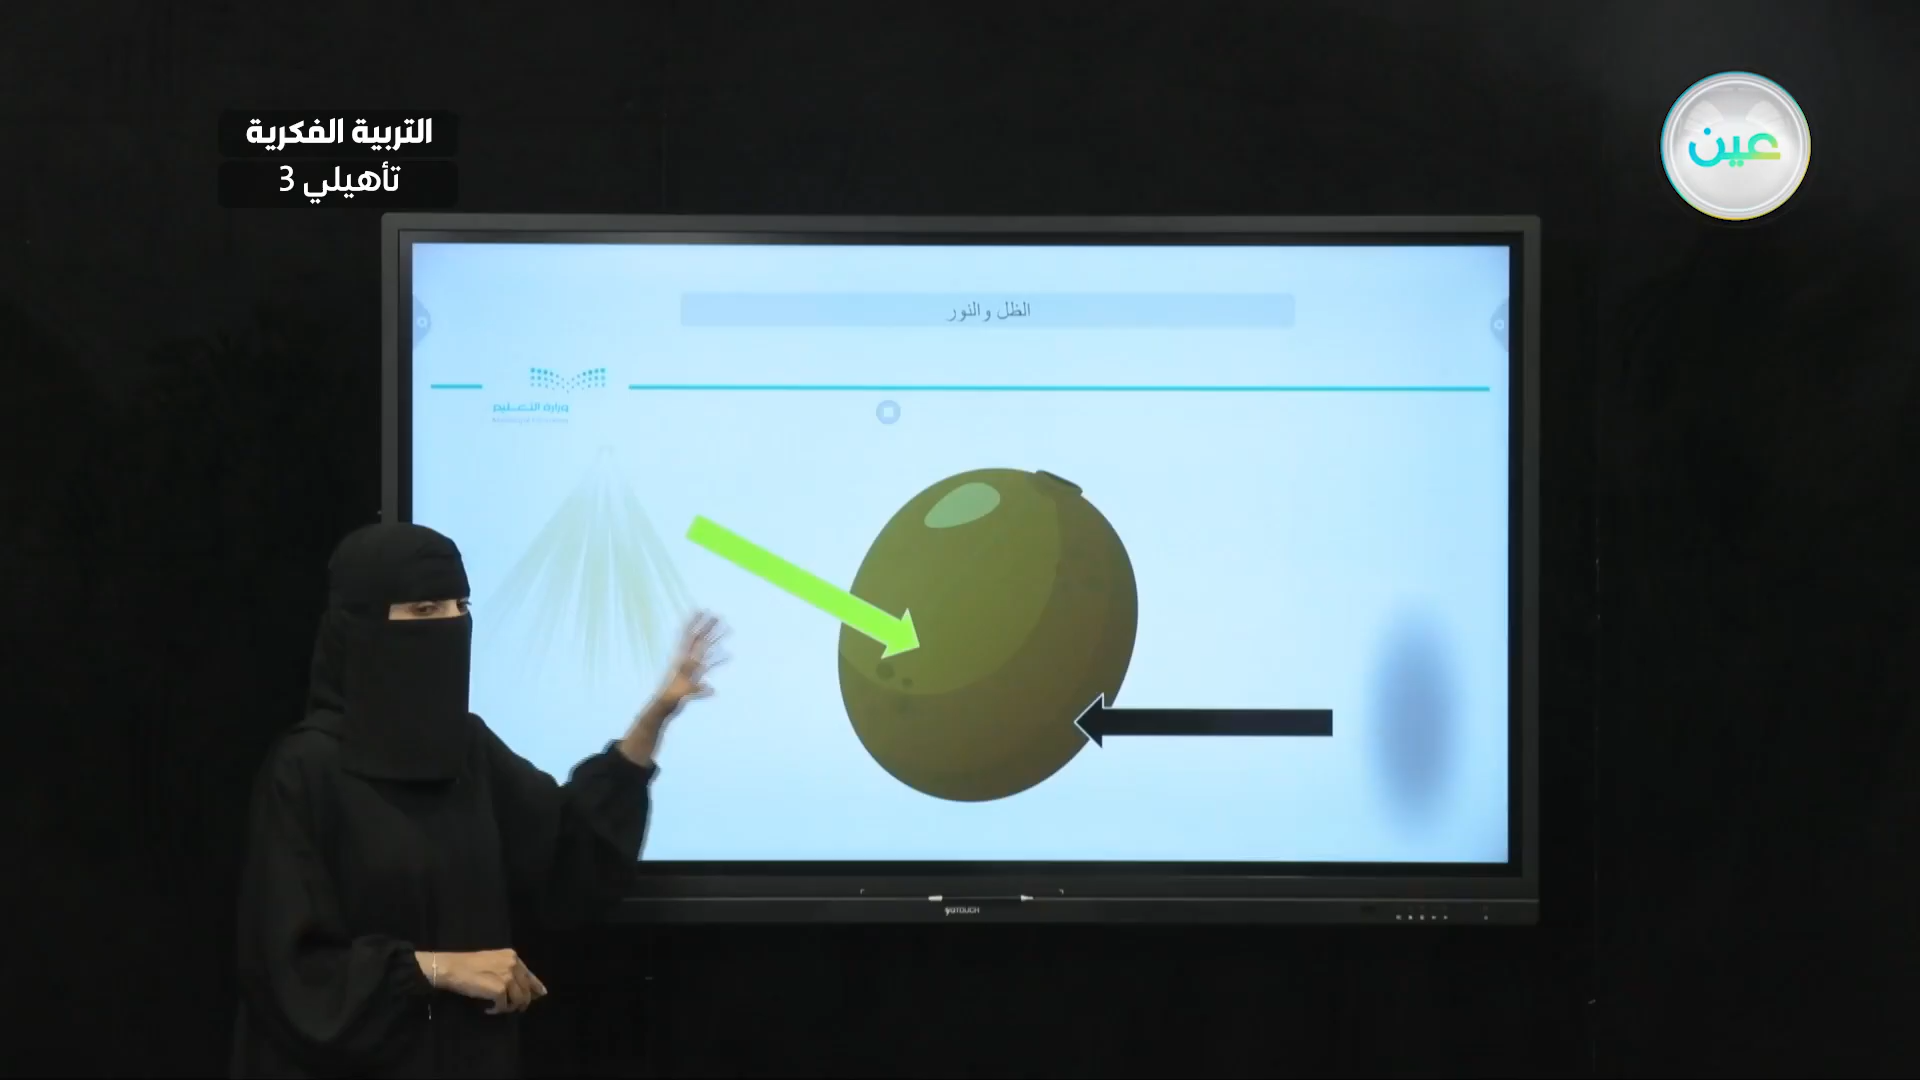 التربية الفكرية
تأهيلي 3
عين
الظل والنور
وزارة التعليم